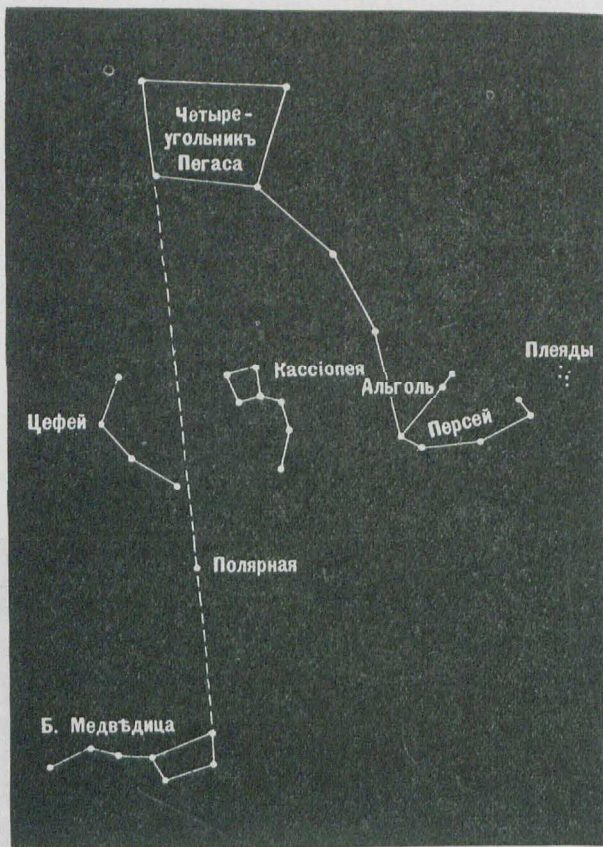 Четыре-
угольникъ
Пегаса
Плеяды
Кассіопея
Альголь
Цефей
Персей
Полярная
Б. Медвѣдица